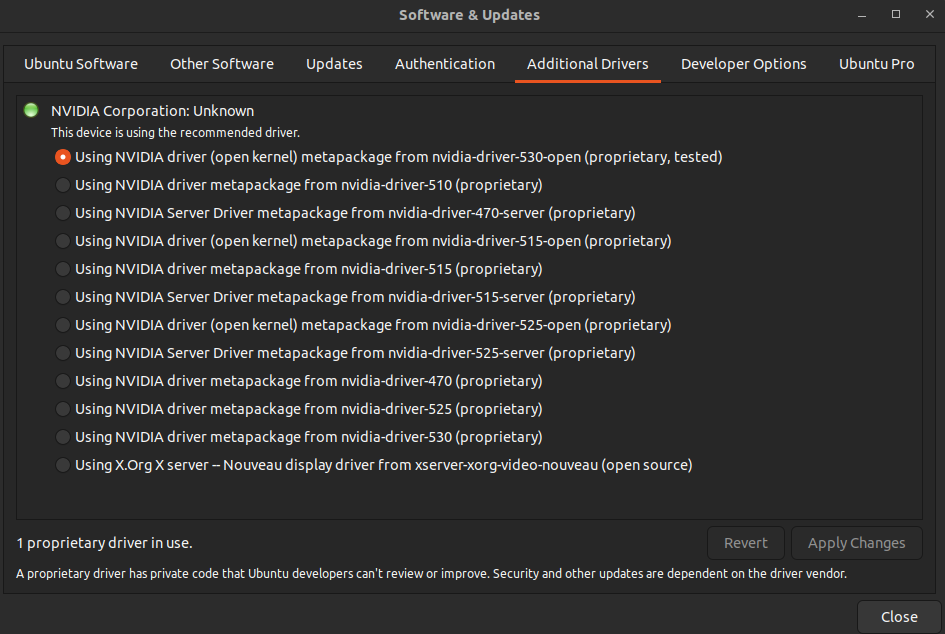 Software & Updates
Ubuntu Software Other Software Updates Authentication Additional Drivers Developer Options Ubuntu Pro
NVIDIA Corporation: Unknown
This device is using the recommended driver.
Using NVIDIA driver (open kernel) metapackage from nvidia-driver-530-open (proprietary, tested)
Using NVIDIA driver metapackage from nvidia-driver-510 (proprietary)
Using NVIDIA Server Driver metapackage from nvidia-driver-470-server (proprietary)
Using NVIDIA driver (open kernel) metapackage from nvidia-driver-515-open (proprietary)
Using NVIDIA driver metapackage from nvidia-driver-515 (proprietary)
Using NVIDIA Server Driver metapackage from nvidia-driver-515-server (proprietary)
Using NVIDIA driver (open kernel) metapackage from nvidia-driver-525-open (proprietary)
Using NVIDIA Server Driver metapackage from nvidia-driver-525-server (proprietary)
Using NVIDIA driver metapackage from nvidia-driver-470 (proprietary)
Using NVIDIA driver metapackage from nvidia-driver-525 (proprietary)
Using NVIDIA driver metapackage from nvidia-driver-530 (proprietary)
Using X.Org X server -- Nouveau display driver from xserver-xorg-video-nouveau (open source)
1 proprietary driver in use. Revert Apply Changes
A proprietary driver has private code that Ubuntu developers can't review or improve. Security and other updates are dependent on the driver vendor.
Close